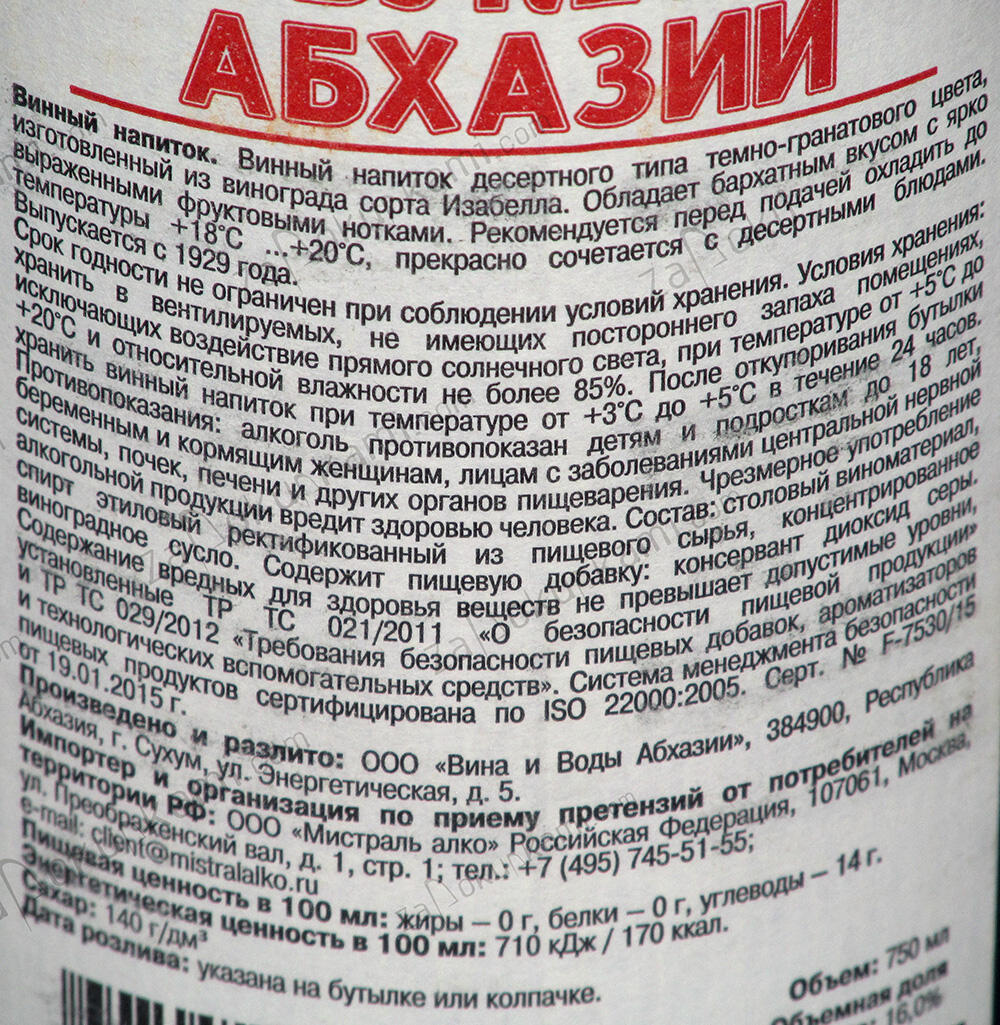 АБХАЗИИ
Винный напиток. Винный напиток десертного типа темно-гранатового цвета,
изготовленный из винограда сорта Изабелла. Обладает бархатным вкусом с ярко
выраженными фруктовыми нотками. Рекомендуется перед подачей охладить до
температуры +18°С ...+20°С, прекрасно сочетается с десертными блюдами.
Выпускается с 1929 года.
Срок годности не ограничен при соблюдении условий хранения. Условия хранения:
хранить в вентилируемых, не имеющих постороннего запаха помещениях,
исключающих воздействие прямого солнечного света, при температуре от +5°С до
+20°С и относительной влажности не более 85%. После откупоривания бутылки
хранить винный напиток при температуре от +3°С до +5°С в течение 24 часов.
Противопоказания: алкоголь противопоказан детям и подросткам до 18 лет,
беременным и кормящим женщинам, лицам с заболеваниями центральной нервной
системы, почек, печени и других органов пищеварения. Чрезмерное употребление
алкогольной продукции вредит здоровью человека. Состав: столовый виноматериал,
спирт этиловый ректификованный из пищевого сырья, концентрированное
виноградное сусло. Содержит пищевую добавку: консервант диоксид серы.
Содержание вредных для здоровья веществ не превышает допустимые уровни,
установленные ТР ТС 021/2011 «О безопасности пищевой продукции»
и ТР ТС 029/2012 «Требования безопасности пищевых добавок, ароматизаторов
и технологических вспомогательных средств». Система менеджмента безопасности
пищевых продуктов сертифицирована по ISO 22000:2005. Серт. № F-7530/15
от 19.01.2015 г.
Произведено и разлито: ООО «Вина и Воды Абхазии», 384900, Республика
Абхазия, г. Сухум, ул. Энергетическая, д. 5.
Импортер и организация по приему претензий от потребителей на
территории РФ: ООО «Мистраль алко» Российская Федерация, 107061, Москва,
ул. Преображенский вал, д. 1, стр. 1; тел.: +7 (495) 745-51-55;
e-mail: client@mistralalko.ru
Пищевая ценность в 100 мл: жиры – 0 г, белки – 0 г, углеводы – 14 г.
Энергетическая ценность в 100 мл: 710 кДж / 170 ккал.
Сахар: 140 г/дм³
Дата розлива: указана на бутылке или колпачке.
Объем: 750 мл
Объемная доля
16,0%